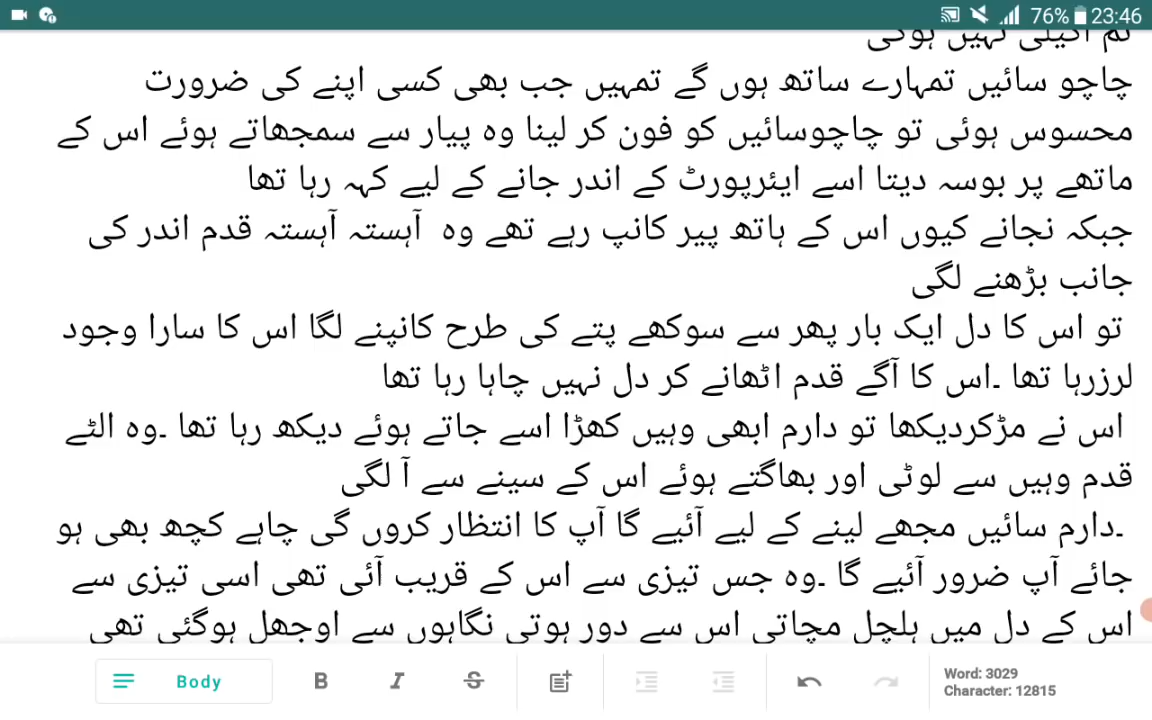 76% 23:46
تم اکیلی نہیں ہوگی
چاچو سائیں تمہارے ساتھ ہوں گے تمہیں جب بھی کسی اپنے کی ضرورت
محسوس ہوئی تو چاچوسائیں کو فون کر لینا وہ پیار سے سمجھاتے ہوئے اس کے
ماتھے پر بوسہ دیتا اسے ایئرپورٹ کے اندر جانے کے لیے کہہ رہا تھا
جبکہ نجانے کیوں اس کے ہاتھ پیر کانپ رہے تھے وہ آہستہ آہستہ قدم اندر کی
جانب بڑھنے لگی
تو اس کا دل ایک بار پھر سے سوکھے پتے کی طرح کانپنے لگا اس کا سارا وجود
لرزرہا تھا ۔اس کا آگے قدم اٹھانے کر دل نہیں چاہا رہا تھا
اس نے مڑکردیکھا تو دارم ابھی وہیں کھڑا اسے جاتے ہوئے دیکھ رہا تھا ۔وہ الٹے
قدم وہیں سے لوٹی اور بھاگتے ہوئے اس کے سینے سے آ لگی
۔دارم سائیں مجھے لینے کے لیے آئیے گا آپ کا انتظار کروں گی چاہے کچھ بھی ہو
جائے آپ ضرور آئیے گا ۔وہ جس تیزی سے اس کے قریب آئی تھی اسی تیزی سے
اس کے دل میں ہلچل مچاتی اس سے دور ہوتی نگاہوں سے اوجھل ہوگئی تھی
Body B I S Word: 3029
Character: 12815